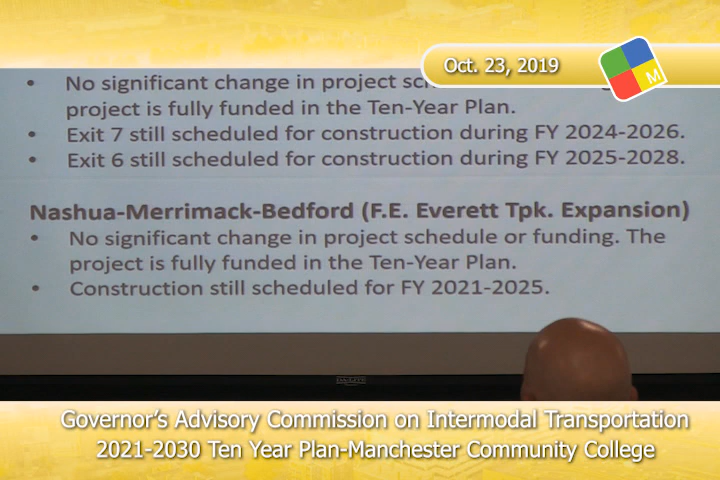 Oct. 23, 2019
M
• No significant change in project
project is fully funded in the Ten-Year Plan.
• Exit 7 still scheduled for construction during FY 2024-2026.
• Exit 6 still scheduled for construction during FY 2025-2028.
Nashua-Merrimack-Bedford (F.E. Everett Tpk. Expansion)
• No significant change in project schedule or funding. The
project is fully funded in the Ten-Year Plan.
• Construction still scheduled for FY 2021-2025.
Governor's Advisory Commission on Intermodal Transportation
2021-2030 Ten Year Plan-Manchester Community College